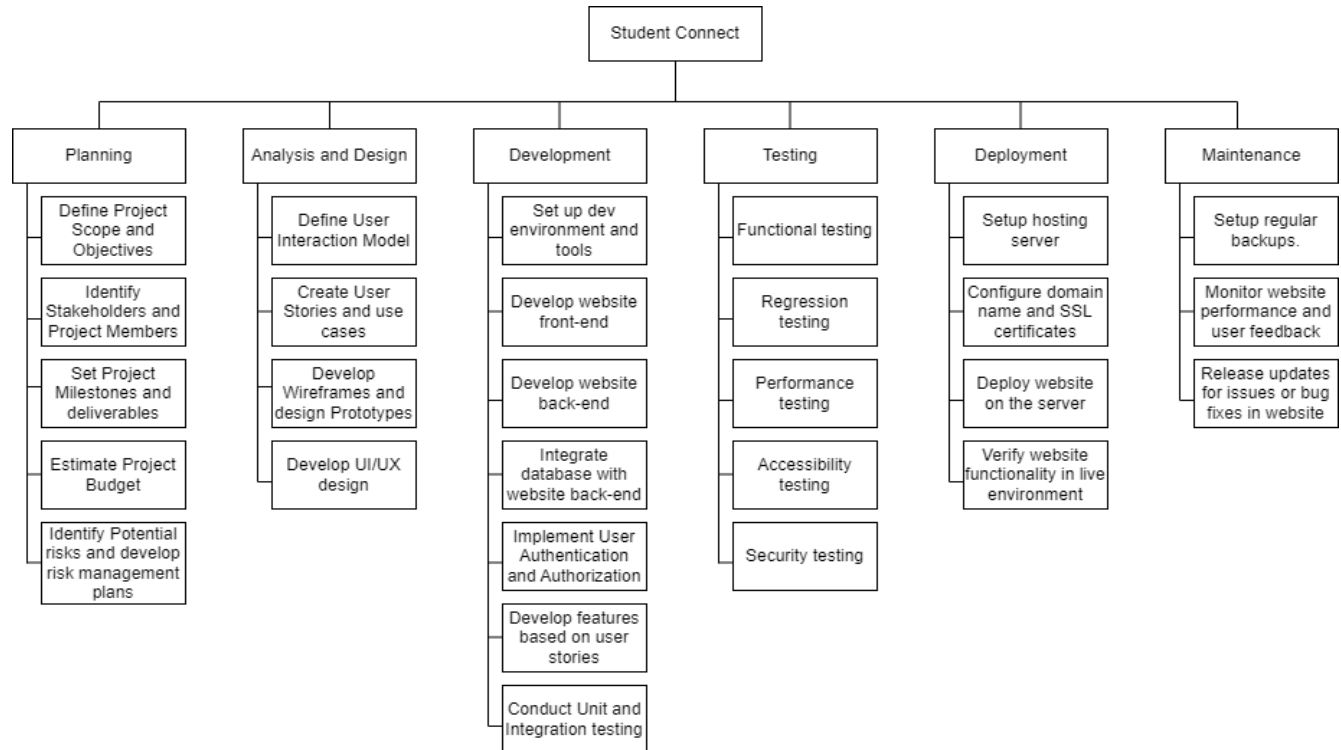 Student Connect
Planning
Define Project
Scope and
Objectives
Identify
Stakeholders and
Project Members
Set Project
Milestones and
deliverables
Estimate Project
Budget
Identify Potential
risks and develop
risk management
plans
Analysis and Design
Define User
Interaction Model
Create User
Stories and use
cases
Develop
Wireframes and
design Prototypes
Develop UI/UX
design
Development
Set up dev
environment and
tools
Develop website
front-end
Develop website
back-end
Integrate
database with
website back-end
Implement User
Authentication
and Authorization
Develop features
based on user
stories
Conduct Unit and
Integration testing
Testing
Functional testing
Regression
testing
Performance
testing
Accessibility
testing
Security testing
Deployment
Setup hosting
server
Configure domain
name and SSL
certificates
Deploy website
on the server
Verify website
functionality in live
environment
Maintenance
Setup regular
backups.
Monitor website
performance and
user feedback
Release updates
for issues or bug
fixes in website